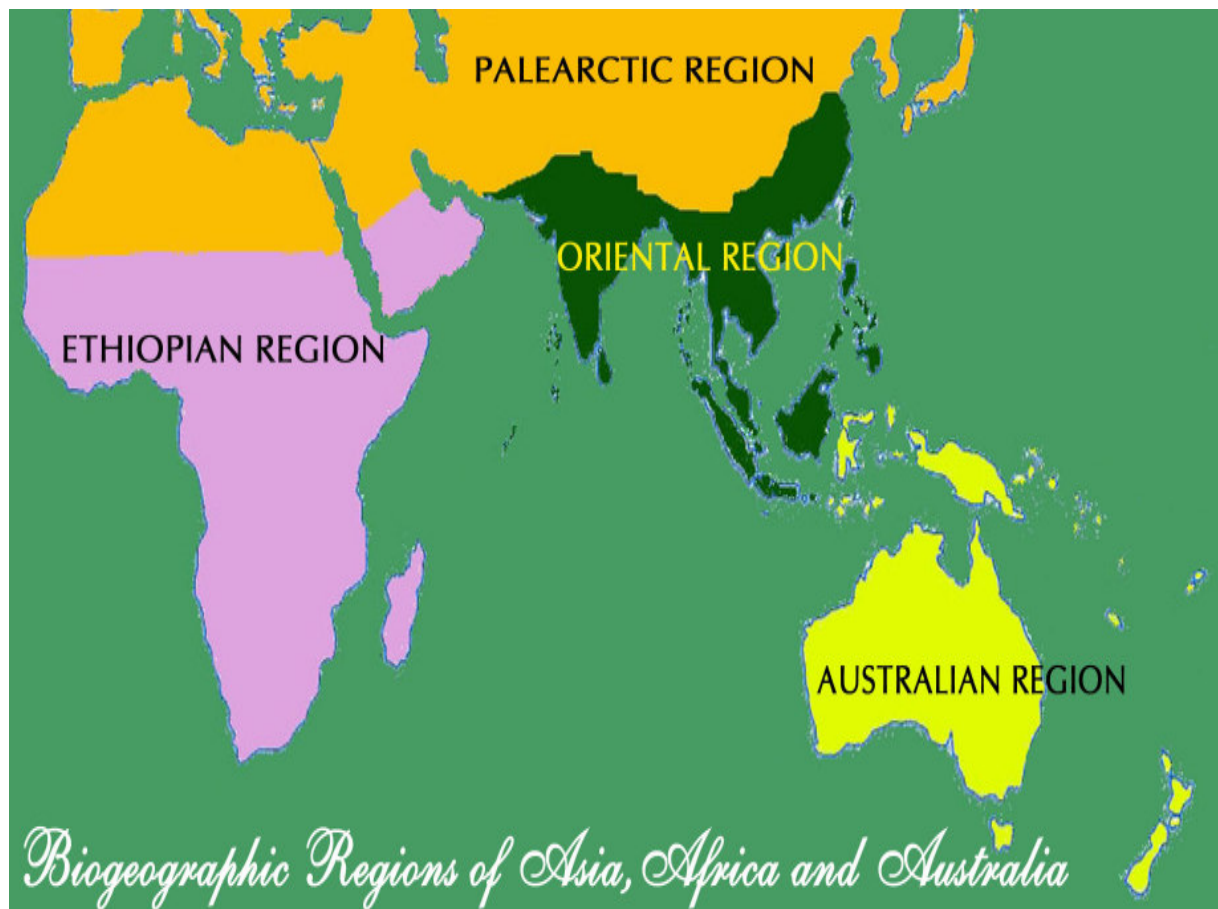 PALEARCTIC REGION
ORIENTAL REGION
ETHIOPIAN REGION
AUSTRALIAN REGION
Biogeographic Regions of Asia, Africa and Australia